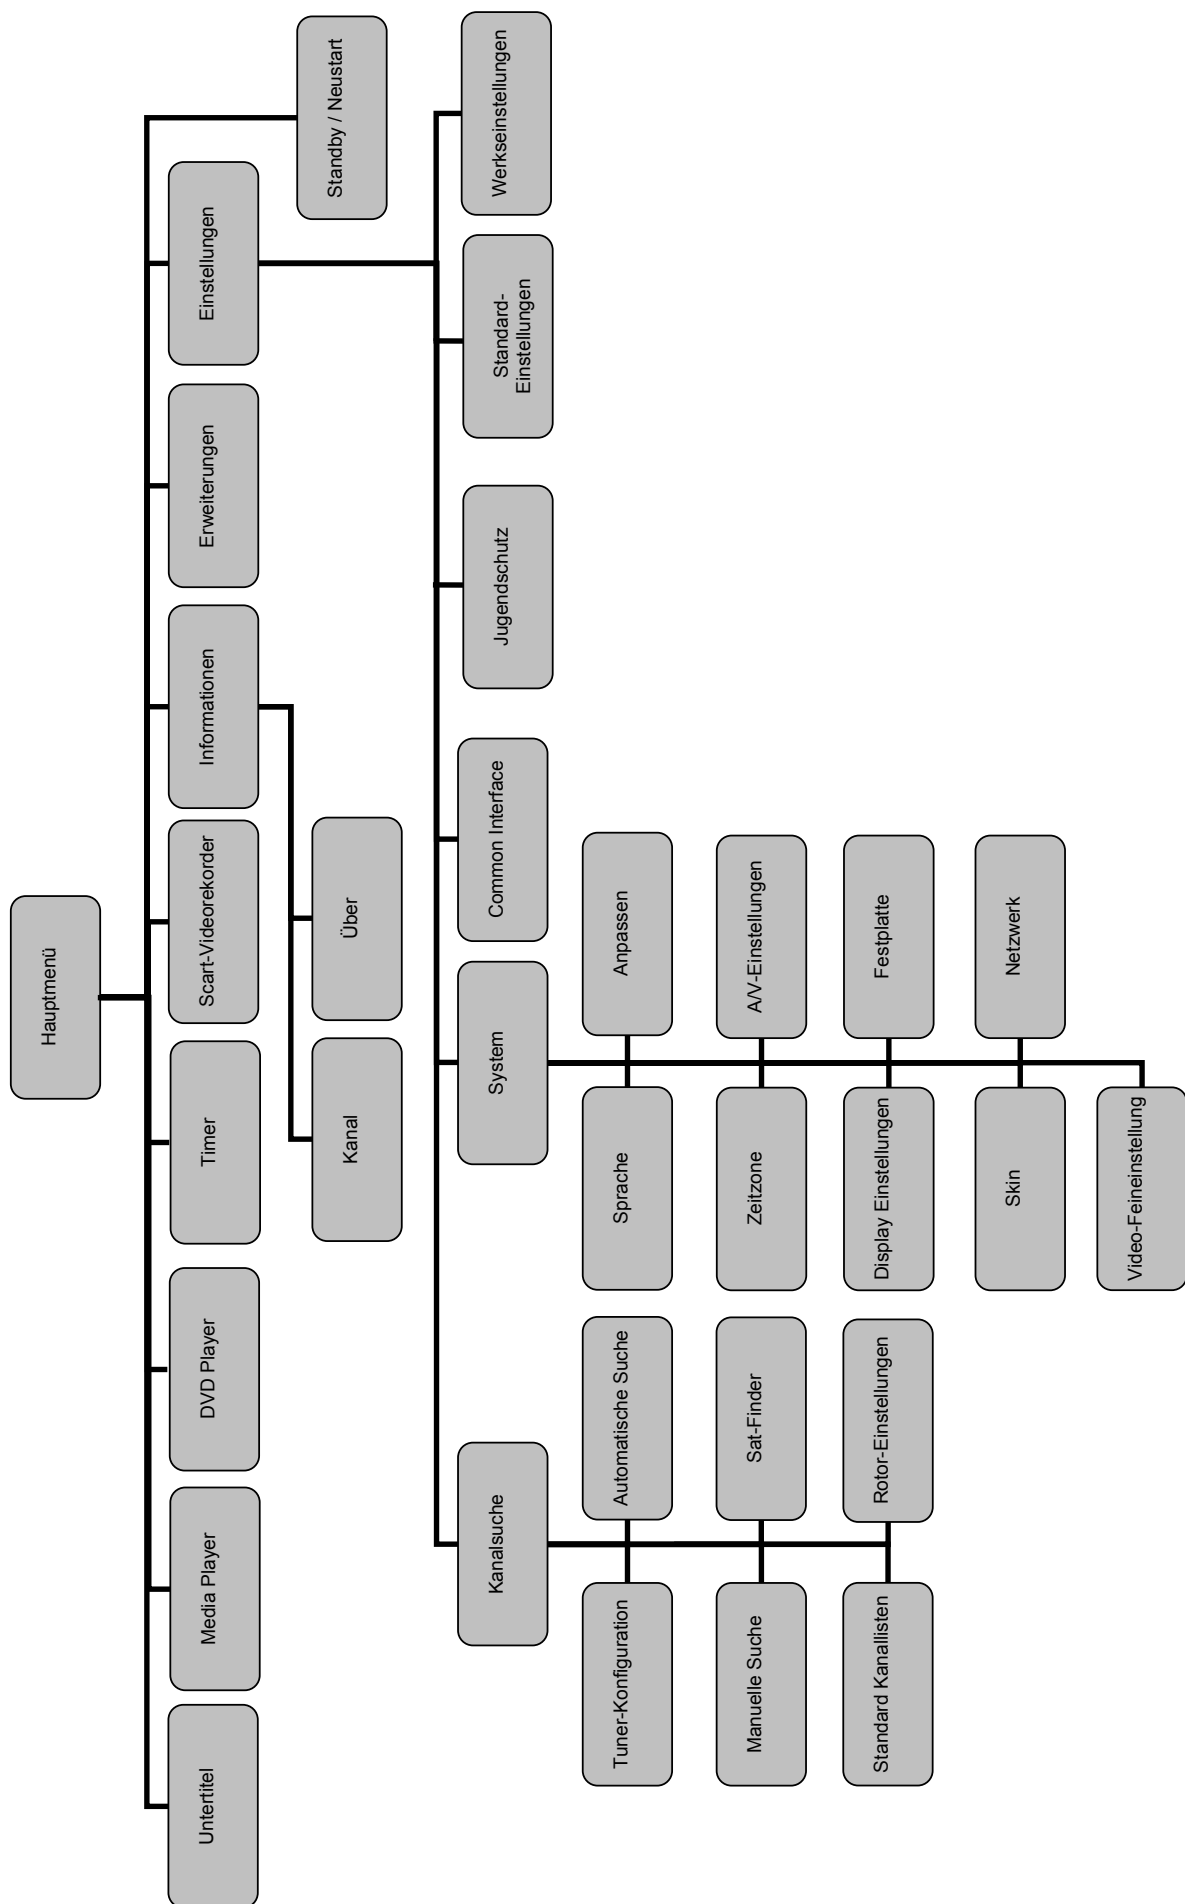 Hauptmenü
Untertitel
Media Player
DVD Player
Timer
Scart-Videorekorder
Informationen
Erweiterungen
Einstellungen
Standby / Neustart
Kanal
Über
Kanalsuche
System
Common Interface
Jugendschutz
Standard-
Einstellungen
Werkseinstellungen
Tuner-Konfiguration
Automatische Suche
Sprache
Anpassen
Manuelle Suche
Sat-Finder
Zeitzone
A/V-Einstellungen
Standard Kanallisten
Rotor-Einstellungen
Display Einstellungen
Festplatte
Skin
Netzwerk
Video-Feineinstellung